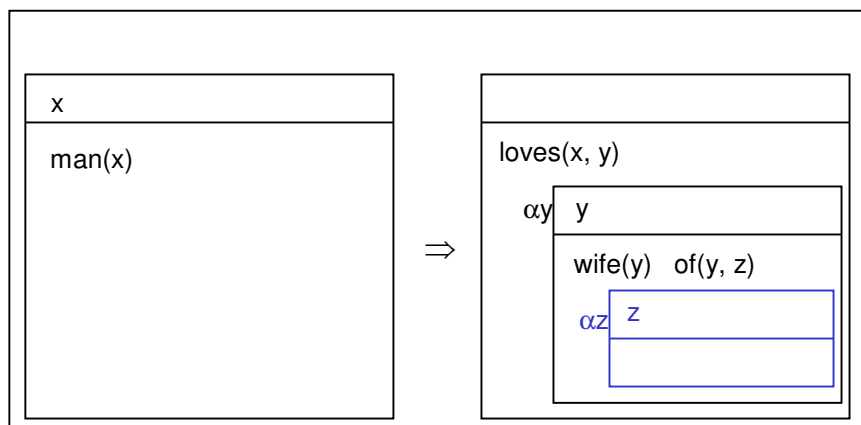 x
man(x)
⇒
loves(x, y)
αy y
wife(y) of(y, z)
αz z